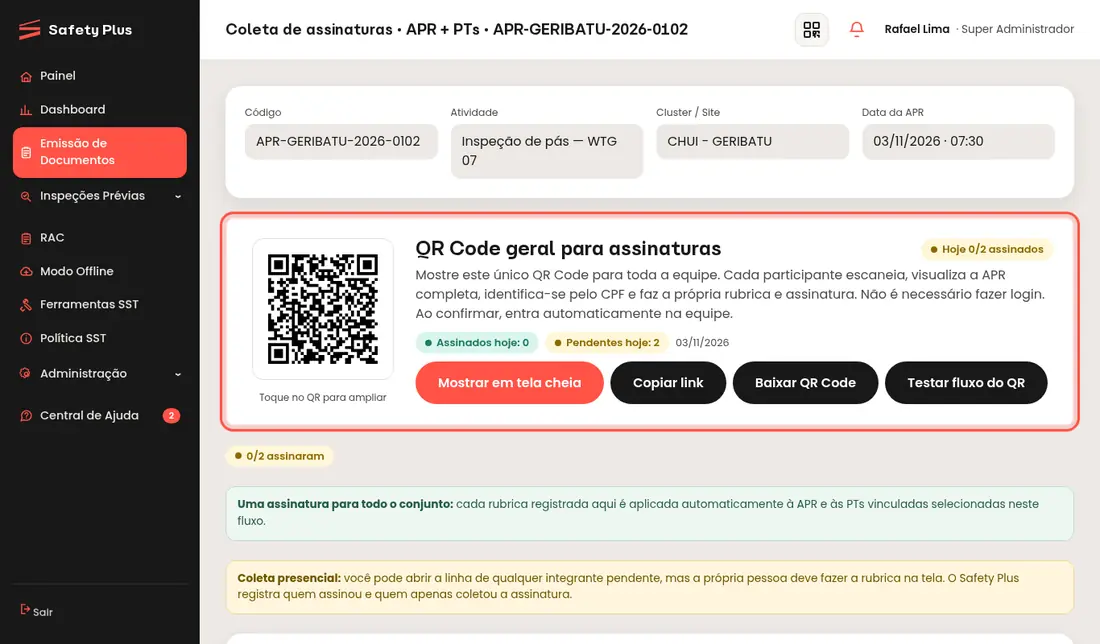 Safety Plus
Painel
Dashboard
Emissão de
Documentos
Inspeções Prévias
RAC
Modo Offline
Ferramentas SST
Política SST
Administração
Central de Ajuda 2
Sair
Coleta de assinaturas • APR + PTs • APR-GERIBATU-2026-0102
Rafael Lima · Super Administrador
Código
APR-GERIBATU-2026-0102
Atividade
Inspeção de pás — WTG
07
Cluster / Site
CHUI - GERIBATU
Data da APR
03/11/2026 · 07:30
Toque no QR para ampliar
QR Code geral para assinaturas
Hoje 0/2 assinados
Mostre este único QR Code para toda a equipe. Cada participante escaneia, visualiza a APR
completa, identifica-se pelo CPF e faz a própria rubrica e assinatura. Não é necessário fazer login.
Ao confirmar, entra automaticamente na equipe.
Assinados hoje: 0
Pendentes hoje: 2
03/11/2026
Mostrar em tela cheia
Copiar link
Baixar QR Code
Testar fluxo do QR
0/2 assinaram
Uma assinatura para todo o conjunto: cada rubrica registrada aqui é aplicada automaticamente à APR e às PTs vinculadas selecionadas neste
fluxo.
Coleta presencial: você pode abrir a linha de qualquer integrante pendente, mas a própria pessoa deve fazer a rubrica na tela. O Safety Plus
registra quem assinou e quem apenas coletou a assinatura.